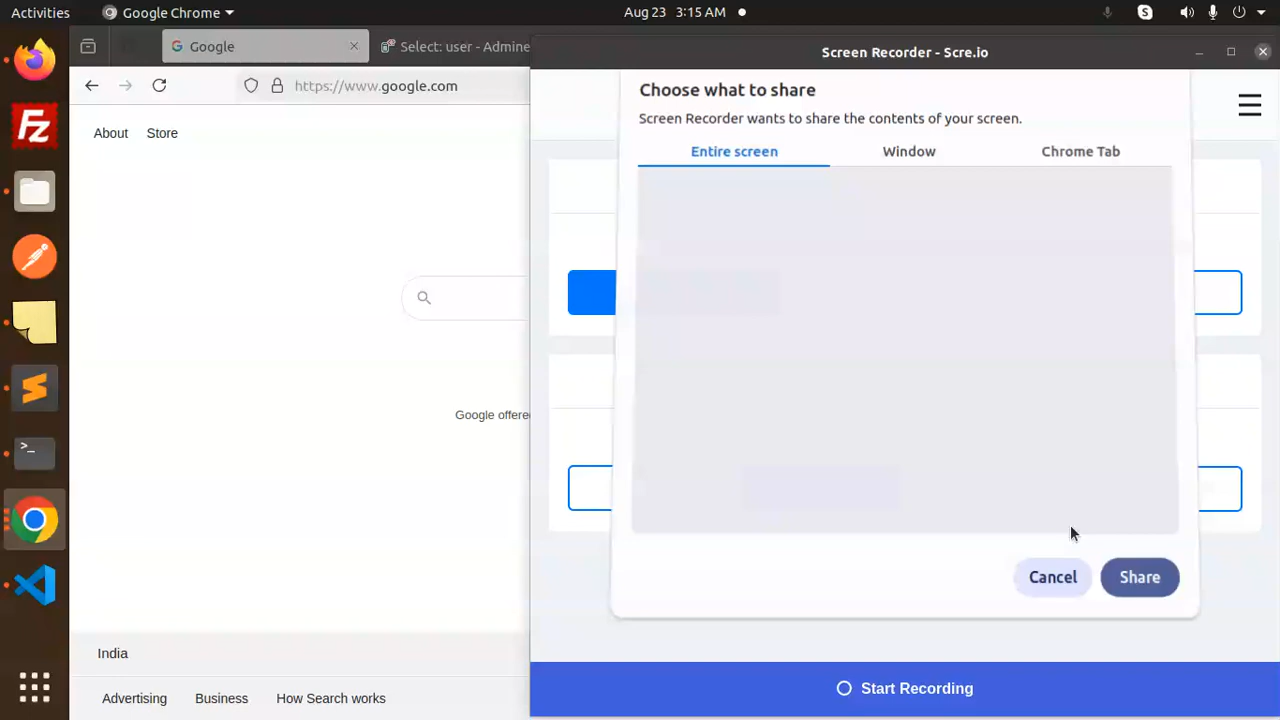 Activities
Google Chrome
Aug 23 3:15 AM
Google
Select: user - Admine
https://www.google.com
About
Store
Google offere
India
Advertising
Business
How Search works
Screen Recorder - Scre.io
Choose what to share
Screen Recorder wants to share the contents of your screen.
Entire screen
Window
Chrome Tab
Cancel
Share
Start Recording